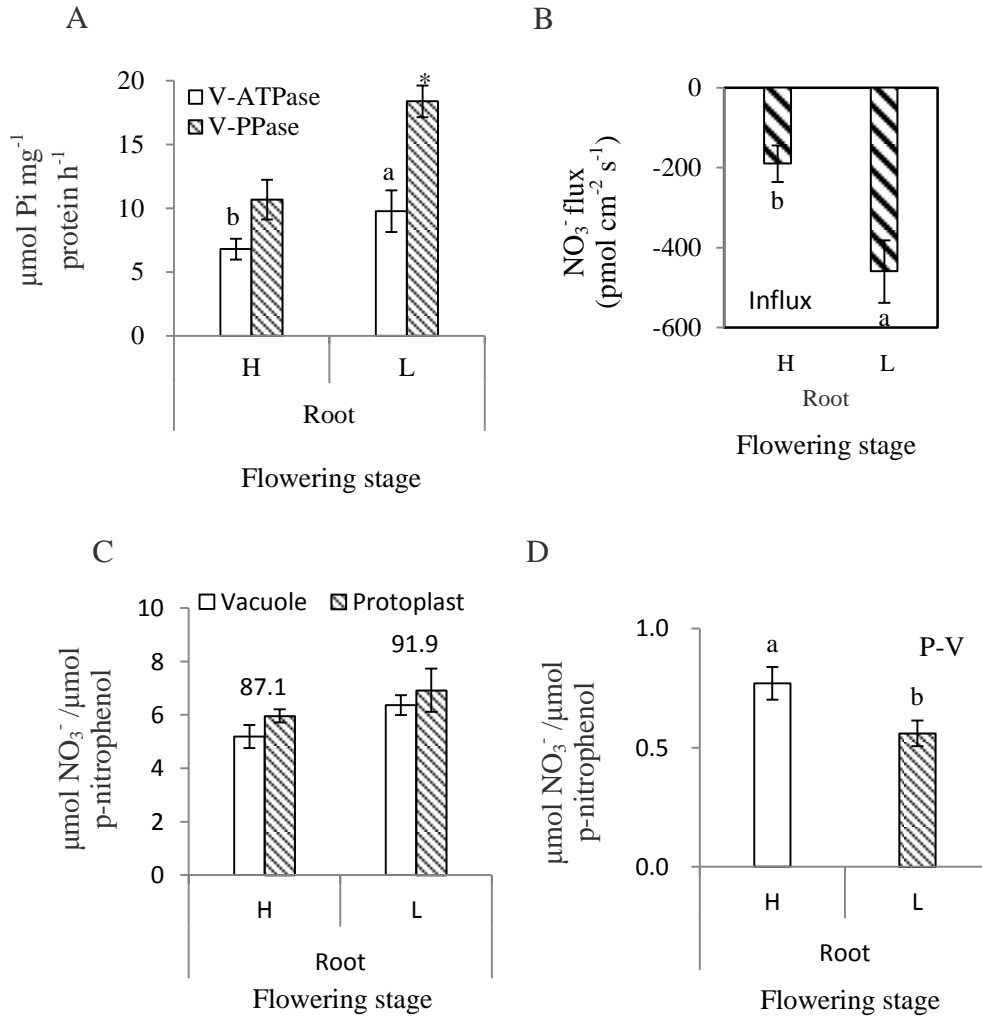 A
µmol Pi mg-1
protein h-1
20
15
10
5
0
V-ATPase
V-PPase
b
a
*
H
L
Root
Flowering stage
B
NO3- flux
(pmol cm-2 s-1)
0
-200
-400
-600
b
a
Influx
H
L
Root
Flowering stage
C
µmol NO3- /µmol
p-nitrophenol
10
8
6
4
2
0
Vacuole
Protoplast
87.1
91.9
H
L
Root
Flowering stage
D
µmol NO3- /µmol
p-nitrophenol
1.0
0.5
0.0
a
b
P-V
H
L
Root
Flowering stage